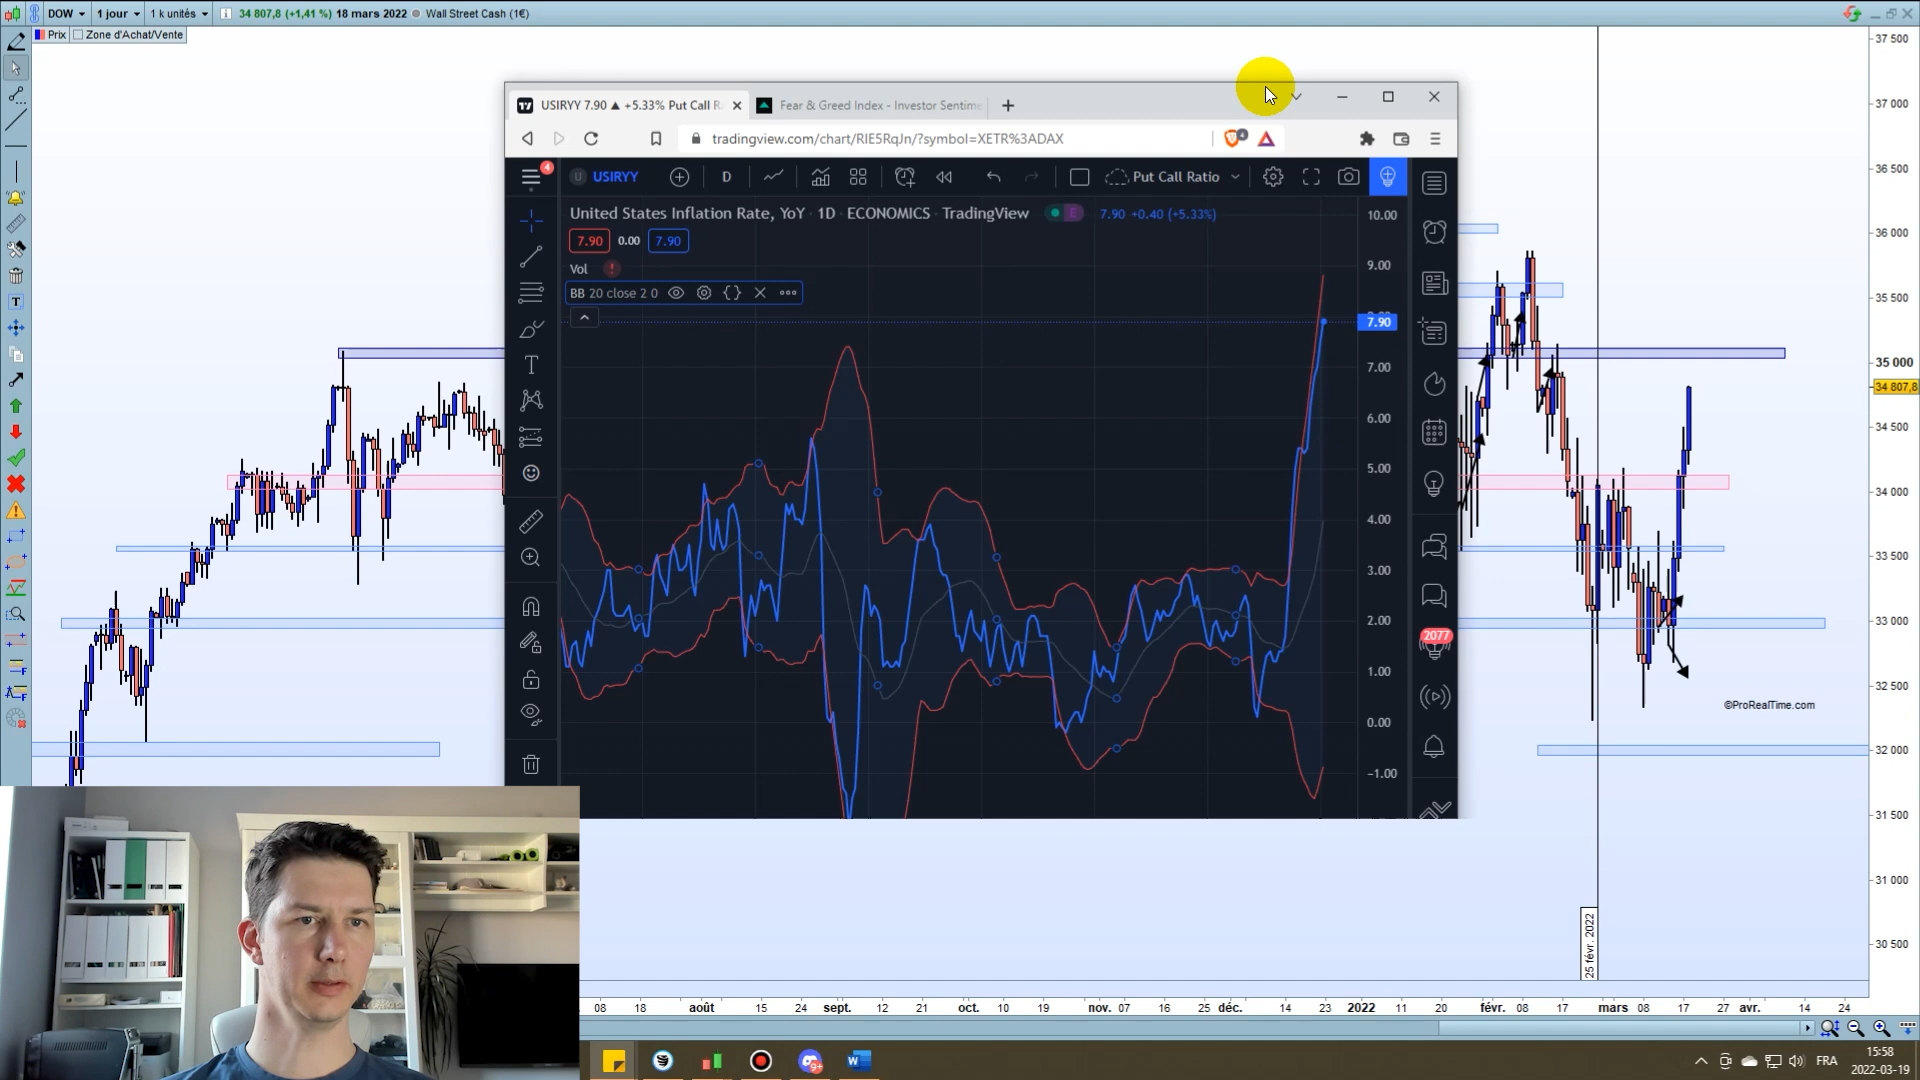 DOW 1 jour 1 k unités 34 807,8 (+1,41 %) 18 mars 2022 Wall Street Cash (1€)
Prix Zone d'Achat/Vente
USIRYY 7.90 ▲ +5.33% Put Call R
Fear & Greed Index - Investor Sentime
tradingview.com/chart/RIE5RqJn/?symbol=XETR%3ADAX
4
4
U USIRYY D Put Call Ratio
United States Inflation Rate, YoY · 1D · ECONOMICS · TradingView E 7.90 +0.40 (+5.33%)
7.90 0.00 7.90
Vol !
BB 20 close 2 0
10.00
9.00
7.90
7.00
6.00
5.00
4.00
3.00
2.00
1.00
0.00
−1.00
2077
37 500
37 000
36 500
36 000
35 500
35 000
34 807,8
34 500
34 000
33 500
33 000
32 500
32 000
31 500
31 000
30 500
©ProRealTime.com
25 févr. 2022
08 18 août 15 24 sept. 12 21 oct. 10 19 nov. 07 16 25 déc. 14 23 2022 11 20 févr. 08 17 mars 08 17 27 avr. 14 24
9+
FRA
15:58
2022-03-19